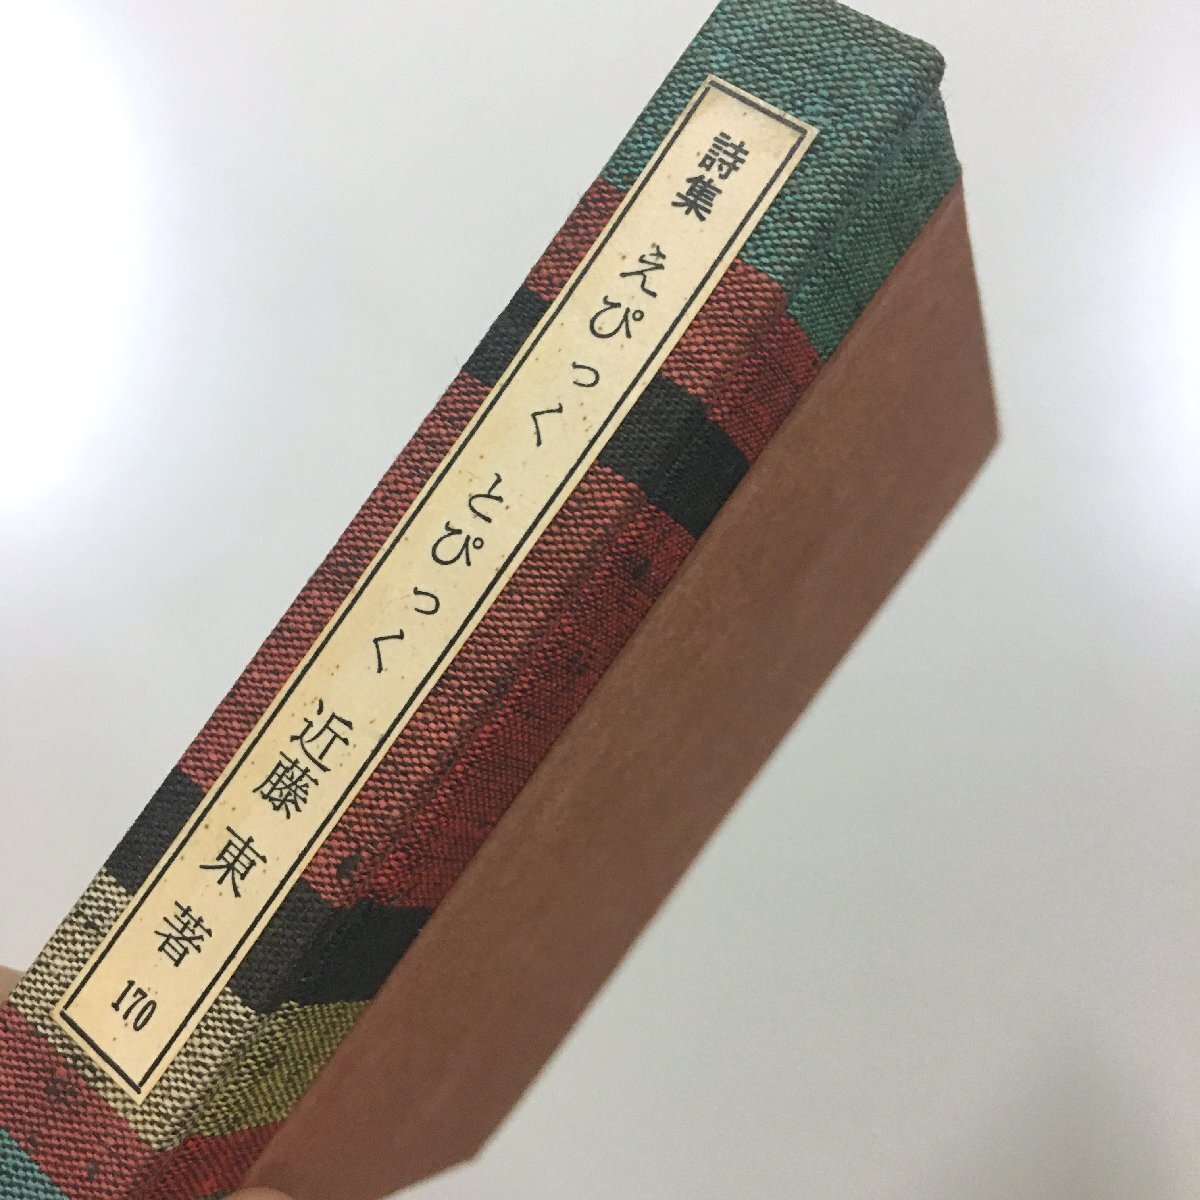 詩集 えぴっく とぴっく 近藤 東 著 170